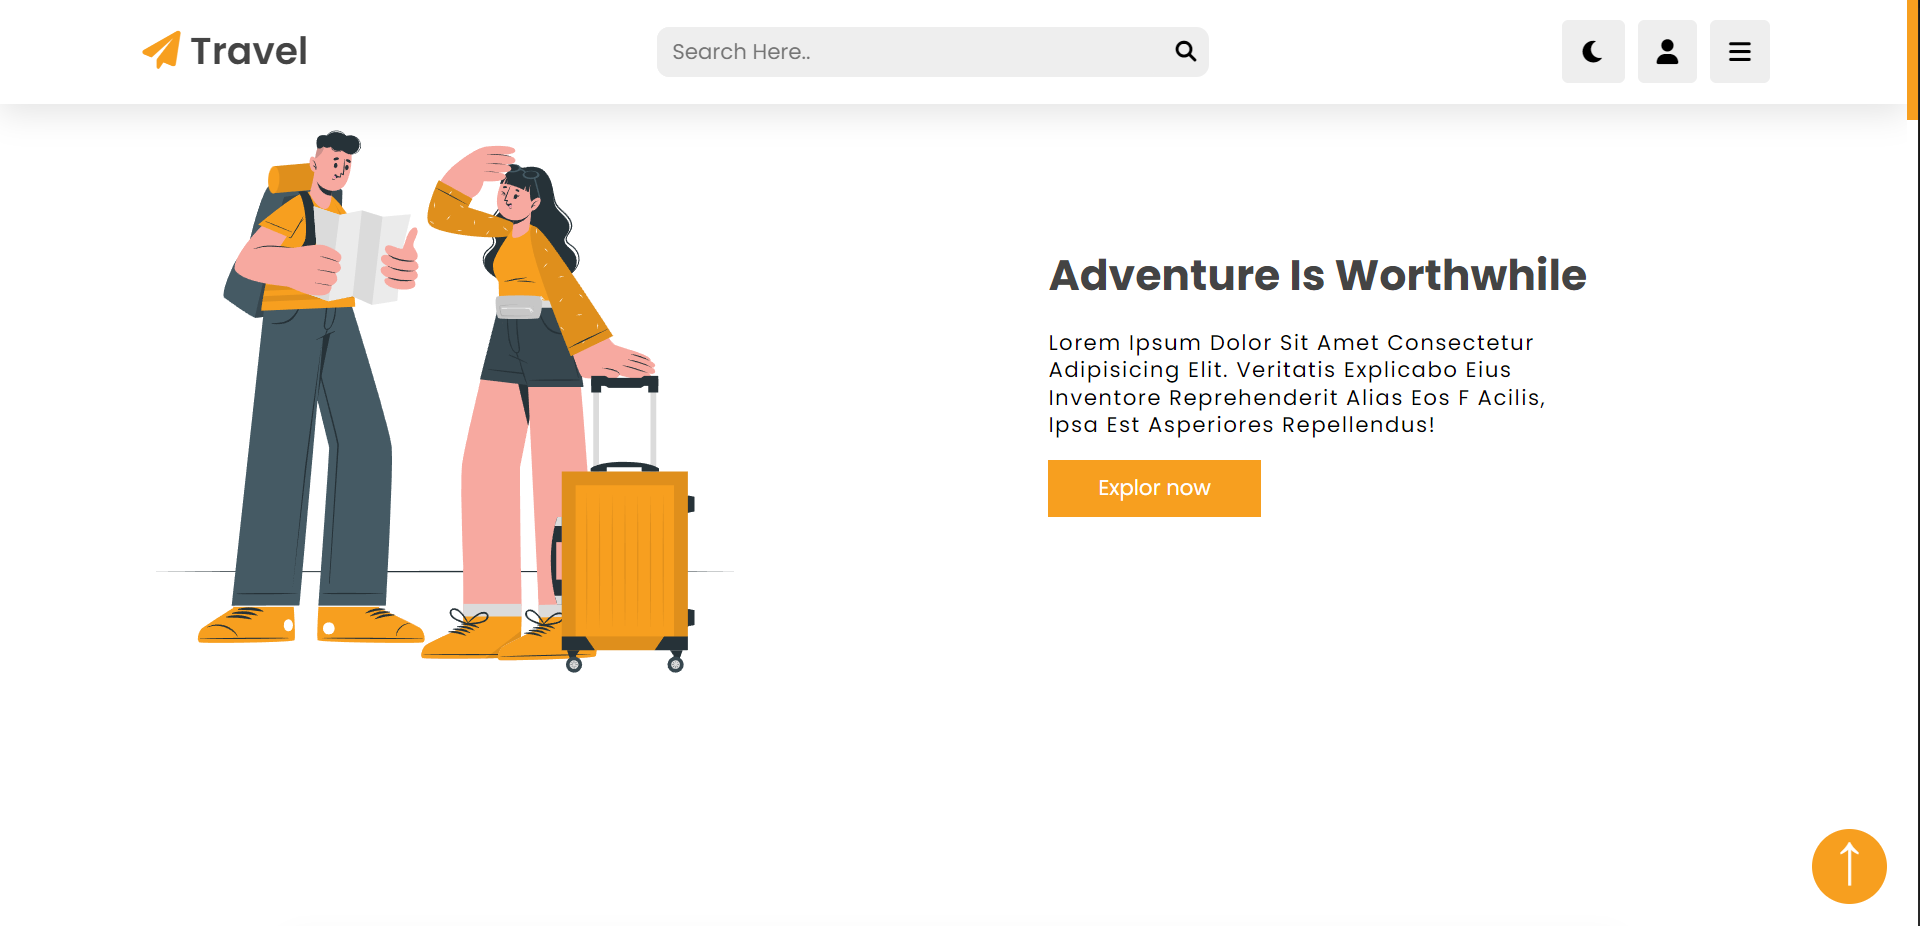 Travel
Search Here..
Adventure Is Worthwhile
Lorem Ipsum Dolor Sit Amet Consectetur
Adipisicing Elit. Veritatis Explicabo Eius
Inventore Reprehenderit Alias Eos F Acilis,
Ipsa Est Asperiores Repellendus!
Explor now